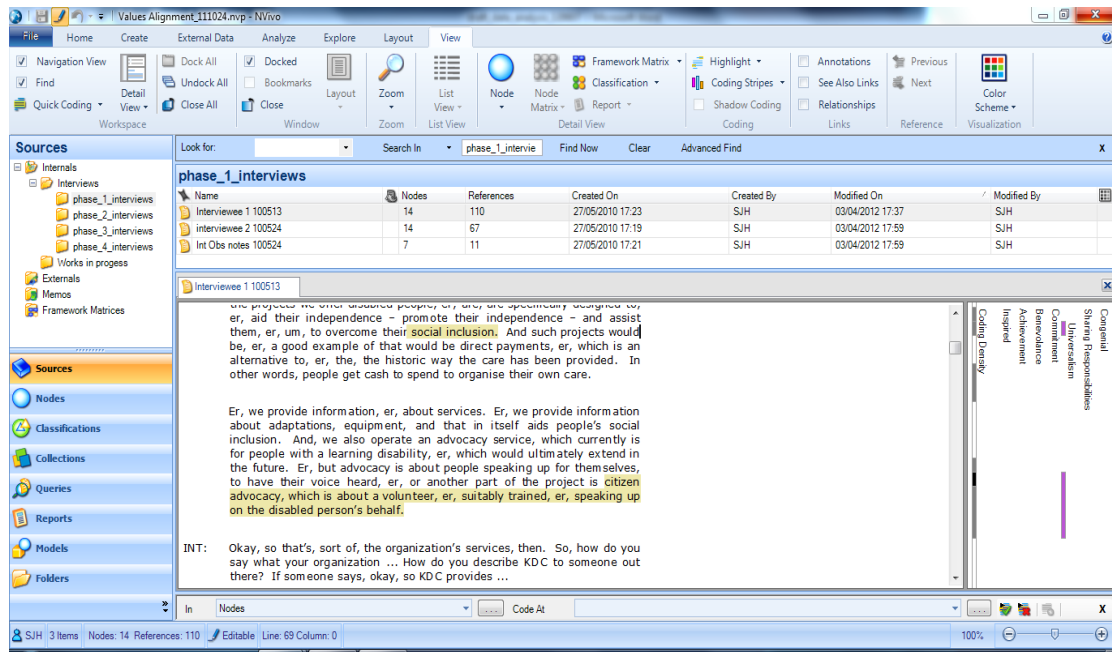 Values Alignment_111024.nvp - NVivo
File Home Create External Data Analyze Explore Layout View
Navigation View
Find
Quick Coding
Detail View
Workspace
Dock All
Undock All
Close All
Docked
Bookmarks
Close
Layout
Window
Zoom
Zoom
List View
List View
Node
Node Matrix
Framework Matrix
Classification
Report
Detail View
Highlight
Coding Stripes
Shadow Coding
Coding
Annotations
See Also Links
Relationships
Links
Previous
Next
Reference
Color Scheme
Visualization
Sources
Internals
Interviews
phase_1_interviews
phase_2_interviews
phase_3_interviews
phase_4_interviews
Works in progess
Externals
Memos
Framework Matrices
Sources
Nodes
Classifications
Collections
Queries
Reports
Models
Folders
Look for: Search In phase_1_intervie Find Now Clear Advanced Find x
phase_1_interviews
Name Nodes References Created On Created By Modified On Modified By
Interviewee 1 100513 14 110 27/05/2010 17:23 SJH 03/04/2012 17:37 SJH
interviewee 2 100524 14 67 27/05/2010 17:19 SJH 03/04/2012 17:59 SJH
Int Obs notes 100524 7 11 27/05/2010 17:21 SJH 03/04/2012 17:59 SJH
Interviewee 1 100513
the projects we offer disabled people, er, are, are specifically designed to,
er, aid their independence – promote their independence – and assist
them, er, um, to overcome their social inclusion. And such projects would
be, er, a good example of that would be direct payments, er, which is an
alternative to, er, the, the historic way the care has been provided. In
other words, people get cash to spend to organise their own care.
Er, we provide information, er, about services. Er, we provide information
about adaptations, equipment, and that in itself aids people's social
inclusion. And, we also operate an advocacy service, which currently is
for people with a learning disability, er, which would ultimately extend in
the future. Er, but advocacy is about people speaking up for themselves,
to have their voice heard, er, or another part of the project is citizen
advocacy, which is about a volunteer, er, suitably trained, er, speaking up
on the disabled person's behalf.
INT: Okay, so that's, sort of, the organization's services, then. So, how do you
say what your organization ... How do you describe KDC to someone out
there? If someone says, okay, so KDC provides ...
Congenial
Sharing Responsibilities
Universalism
Commitment
Benevolance
Achievement
Inspired
Coding Density
In Nodes ... Code At ... X
SJH 3 Items Nodes: 14 References: 110 Editable Line: 69 Column: 0 100%